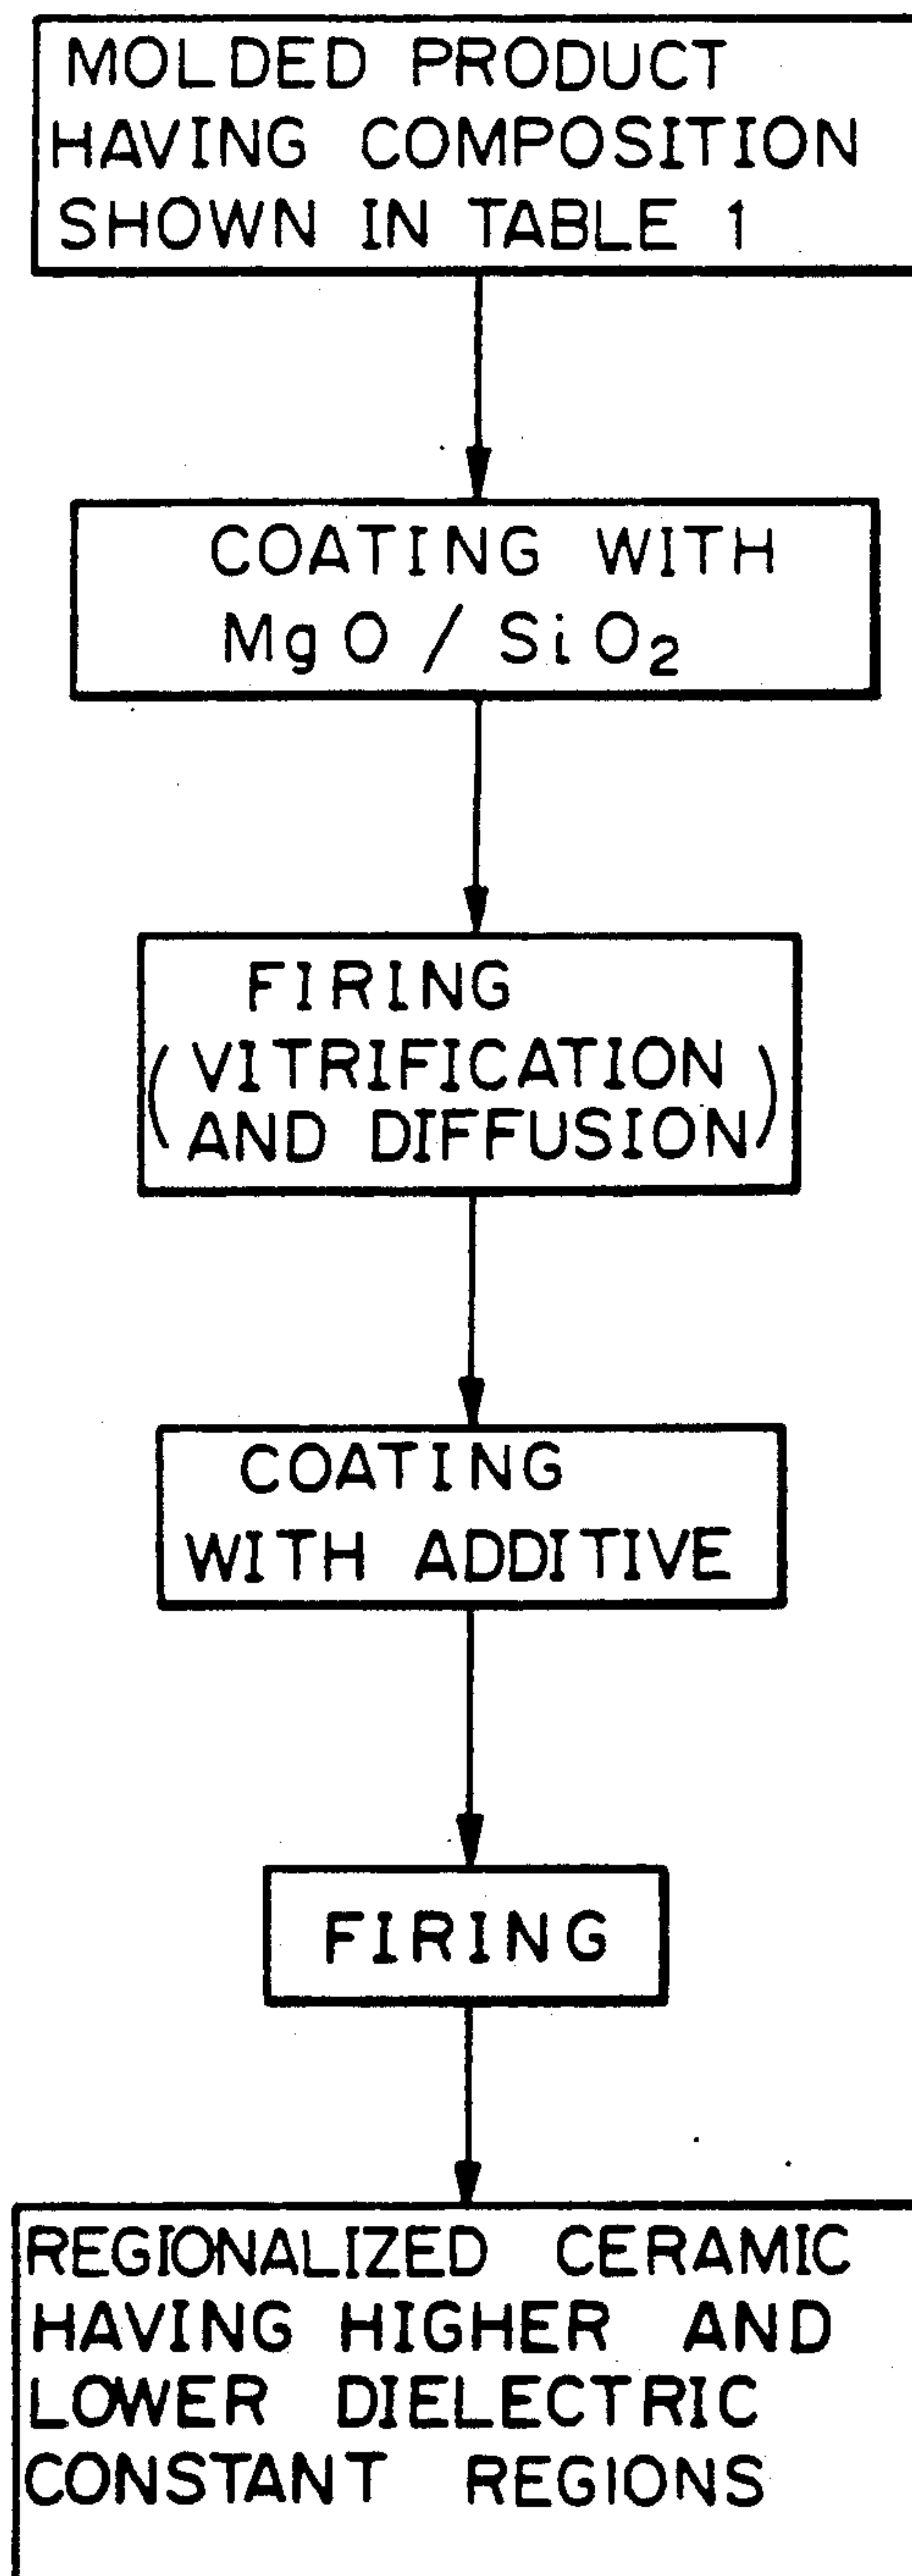 MOLDED PRODUCT
HAVING COMPOSITION
SHOWN IN TABLE 1
COATING WITH
MgO / SiO₂
FIRING
(VITRIFICATION
AND DIFFUSION)
COATING
WITH ADDITIVE
FIRING
REGIONALIZED CERAMIC
HAVING HIGHER AND
LOWER DIELECTRIC
CONSTANT REGIONS